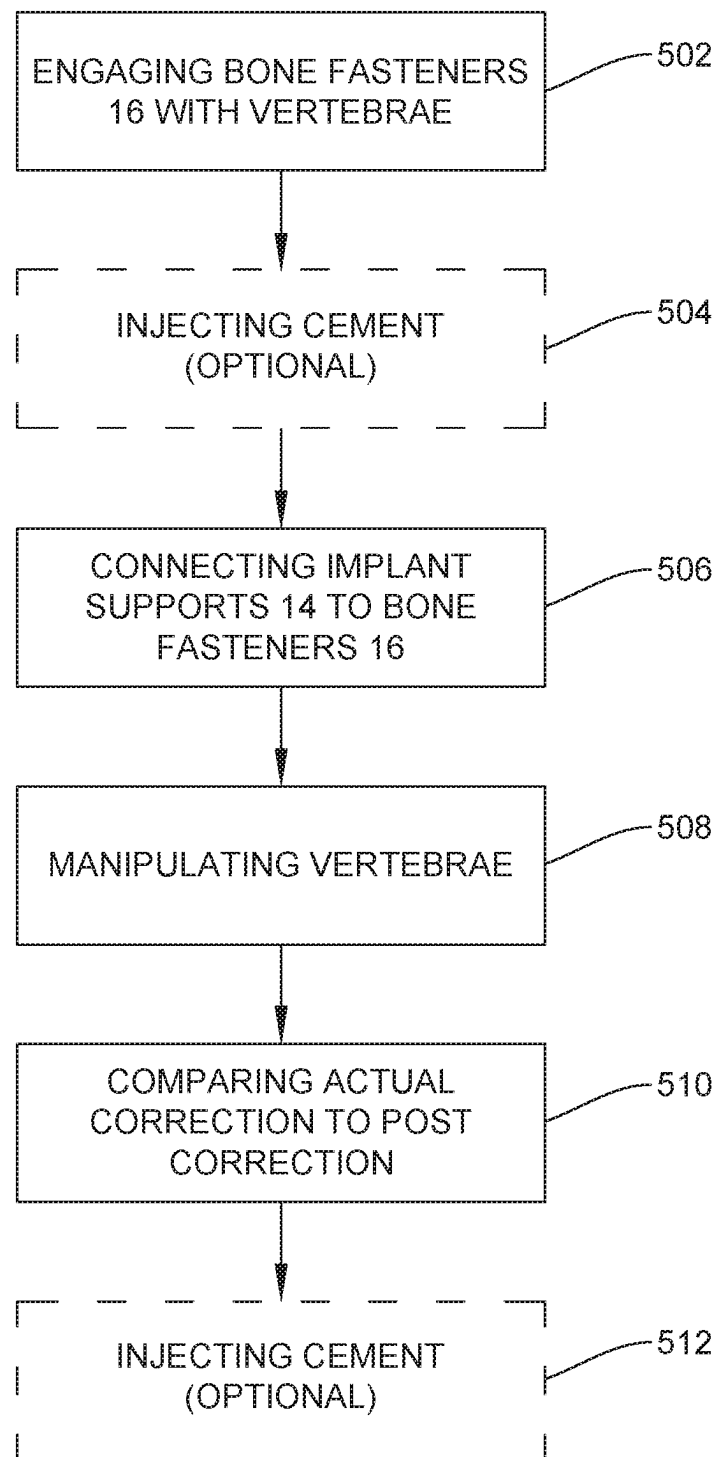 ENGAGING BONE FASTENERS
16 WITH VERTEBRAE
502
INJECTING CEMENT
(OPTIONAL)
504
CONNECTING IMPLANT
SUPPORTS 14 TO BONE
FASTENERS 16
506
MANIPULATING VERTEBRAE
508
COMPARING ACTUAL
CORRECTION TO POST
CORRECTION
510
INJECTING CEMENT
(OPTIONAL)
512